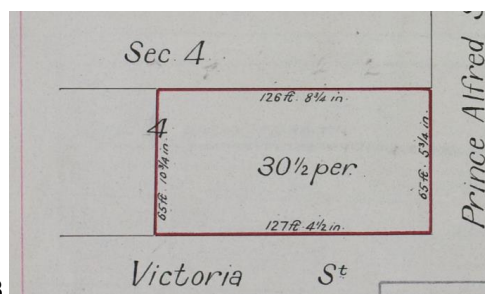 Sec. 4
126 ft. 8¾ in.
4
65 ft. 10¾ in.
30½ per.
65 ft. 5¾ in.
127 ft. 4½ in.
Prince Alfred
Victoria St